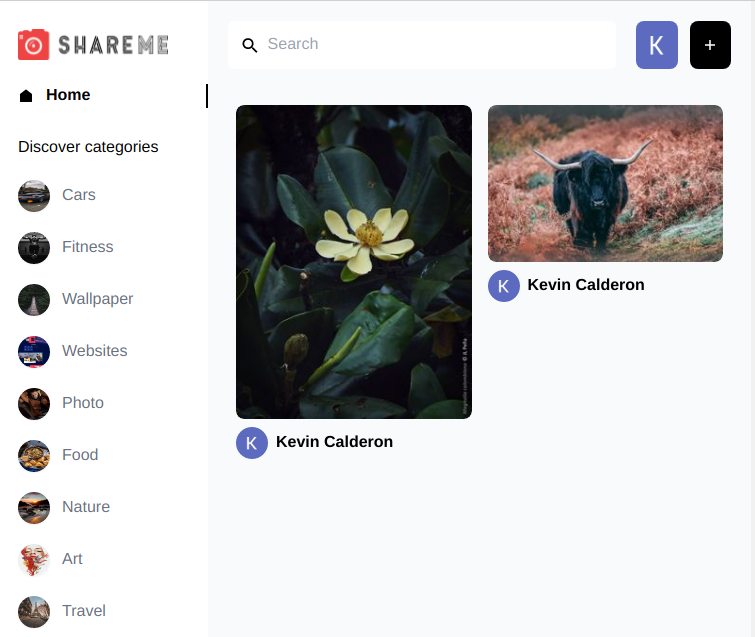 SHAREME
Search
K
+
Home
Discover categories
Cars
Fitness
Wallpaper
Websites
Photo
Food
Nature
Art
Travel
K Kevin Calderon
K Kevin Calderon